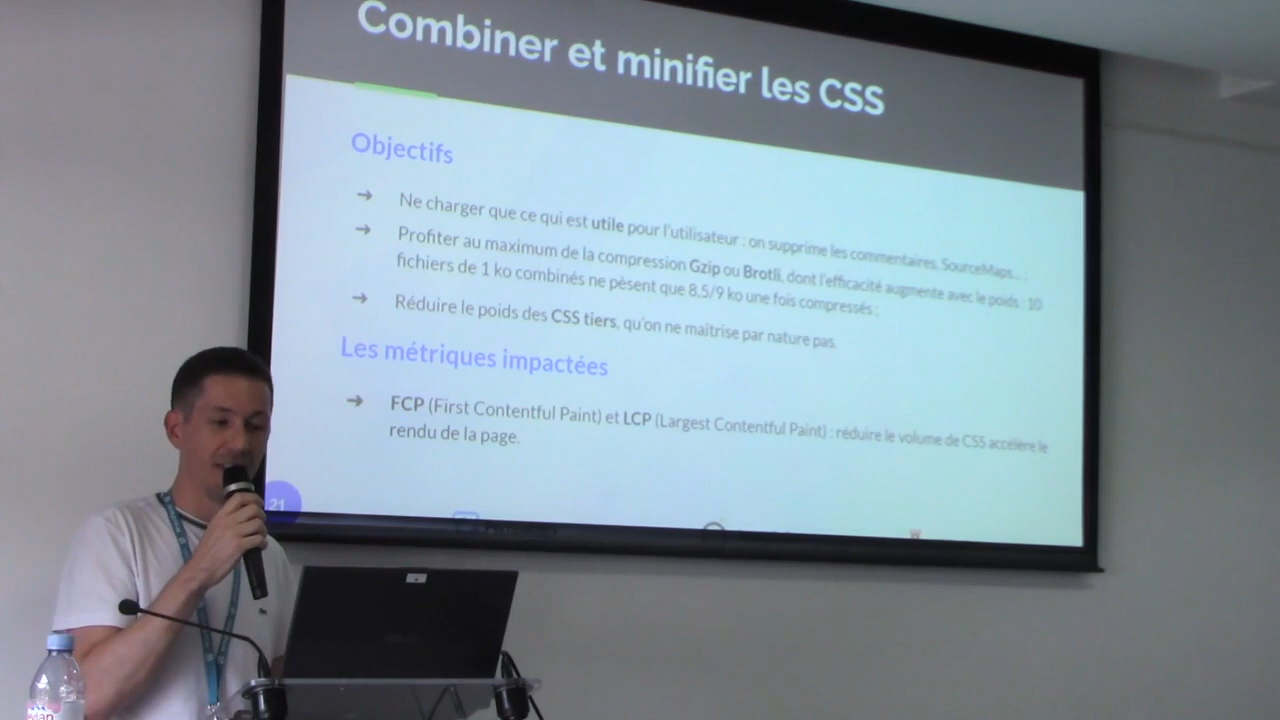 Combiner et minifier les CSS
Objectifs
➔ Ne charger que ce qui est utile pour l'utilisateur : on supprime les commentaires, SourceMaps... ;
➔ Profiter au maximum de la compression Gzip ou Brotli, dont l'efficacité augmente avec le poids : 10
fichiers de 1 ko combinés ne pèsent que 8,5/9 ko une fois compressés ;
➔ Réduire le poids des CSS tiers, qu'on ne maîtrise par nature pas.
Les métriques impactées
➔ FCP (First Contentful Paint) et LCP (Largest Contentful Paint) : réduire le volume de CSS accélère le
rendu de la page.
21
evian